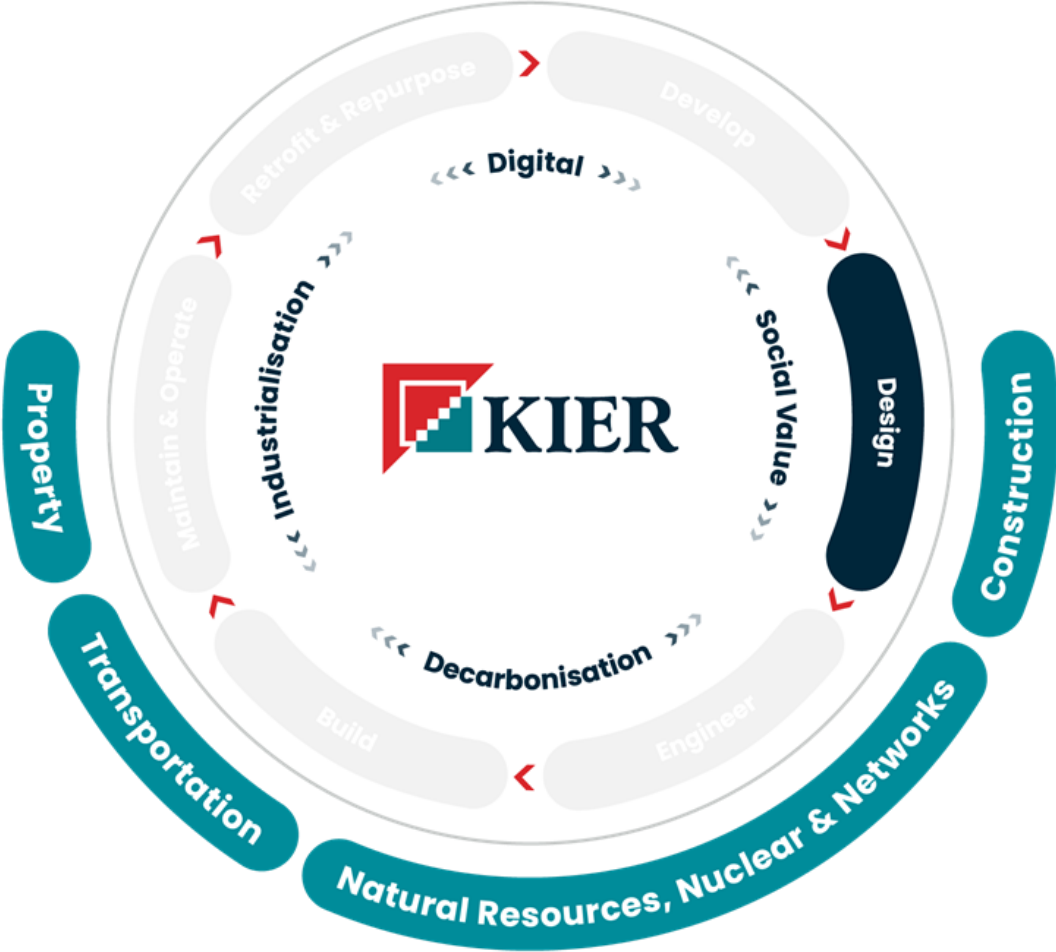 Retrofit & Repurpose
Develop
Design
Engineer
Build
Maintain & Operate
Digital
Social Value
Decarbonisation
Industrialisation
KIER
Construction
Natural Resources, Nuclear & Networks
Transportation
Property